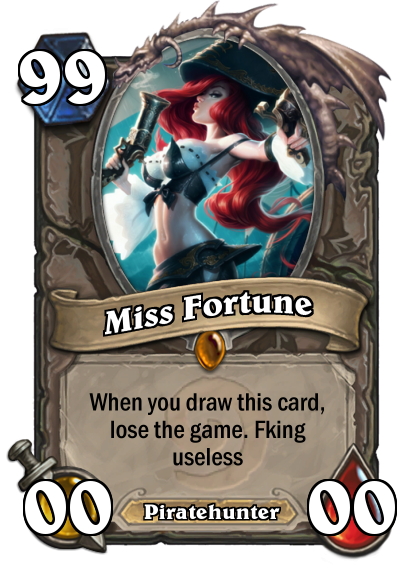 99
Miss Fortune
When you draw this card,
lose the game. Fking
useless
00
Piratehunter
00